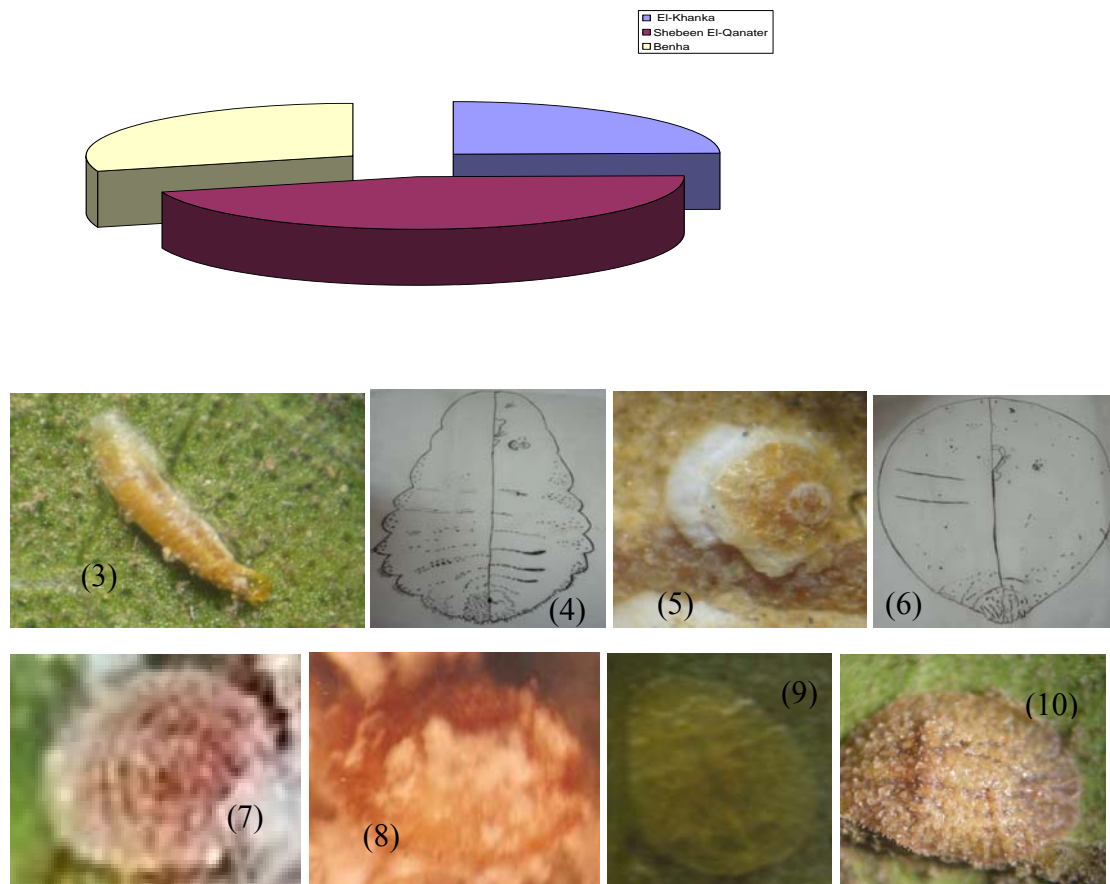 El-Khanka
Shebeen El-Qanater
Benha
(3)
(4)
(5)
(6)
(7)
(8)
(9)
(10)